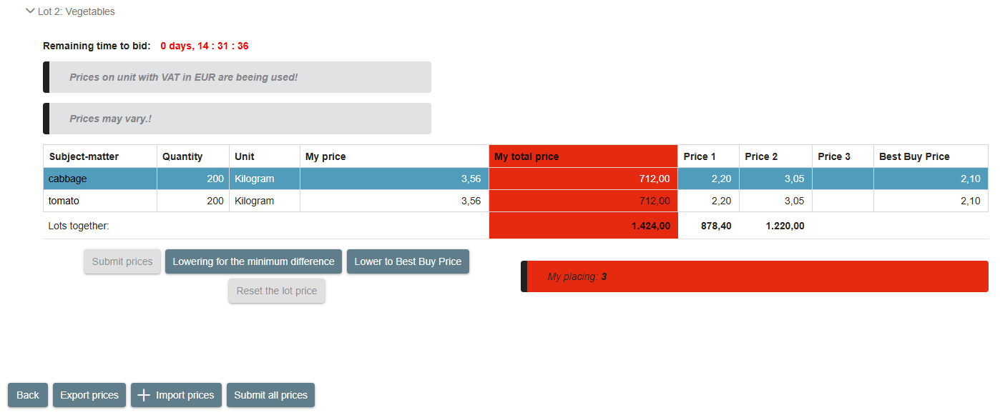 Lot 2: Vegetables
Remaining time to bid: 0 days, 14 : 31 : 36
Prices on unit with VAT in EUR are beeing used!
Prices may vary.!
Subject-matter Quantity Unit My price My total price Price 1 Price 2 Price 3 Best Buy Price
cabbage 200 Kilogram 3,56 712,00 2,20 3,05 2,10
tomato 200 Kilogram 3,56 712,00 2,20 3,05 2,10
Lots together: 1.424,00 878,40 1.220,00
Submit prices Lowering for the minimum difference Lower to Best Buy Price
Reset the lot price
My placing: 3
Back Export prices Import prices Submit all prices